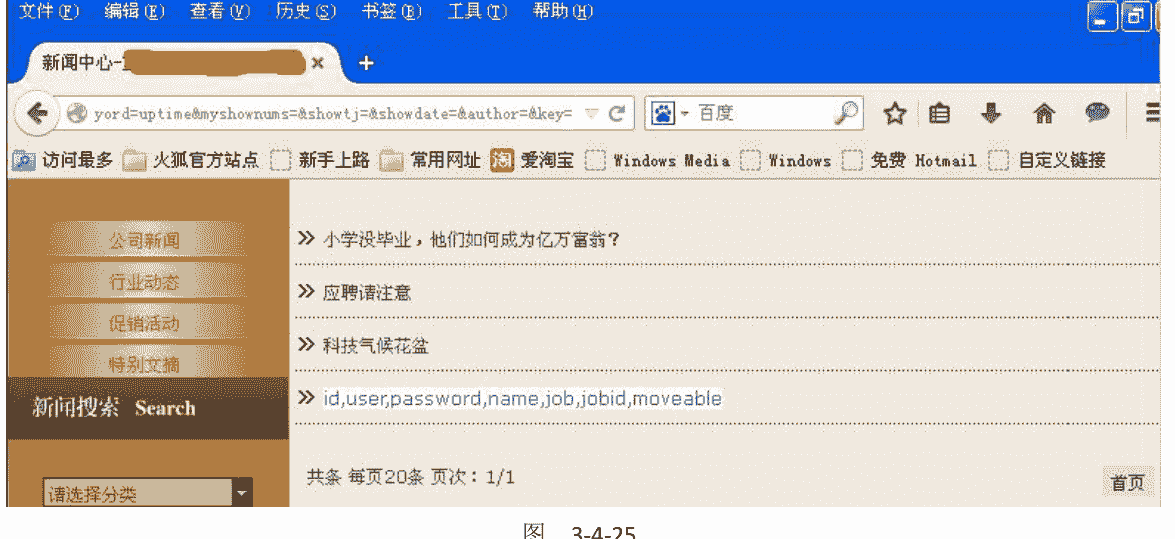 文件(F) 编辑(E) 查看(V) 历史(S) 书签(B) 工具(T) 帮助(H)
新闻中心-
yord=uptime&myshownums=&showtj=&showdate=&author=&key=
百度
访问最多 火狐官方站点 新手上路 常用网址 淘 爱淘宝 Windows Media Windows 免费 Hotmail 自定义链接
公司新闻
行业动态
促销活动
特别文摘
新闻搜索 Search
请选择分类
小学没毕业，他们如何成为亿万富翁？
应聘请注意
科技气候花盆
id,user,password,name,job,jobid,moveable
共条 每页20条 页次：1/1
首页
图 3-4-25